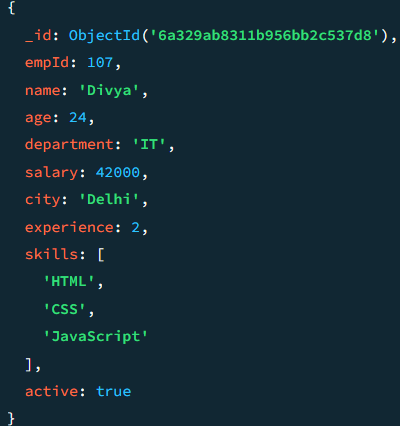 {
  _id: ObjectId('6a329ab8311b956bb2c537d8'),
  empId: 107,
  name: 'Divya',
  age: 24,
  department: 'IT',
  salary: 42000,
  city: 'Delhi',
  experience: 2,
  skills: [
    'HTML',
    'CSS',
    'JavaScript'
  ],
  active: true
}